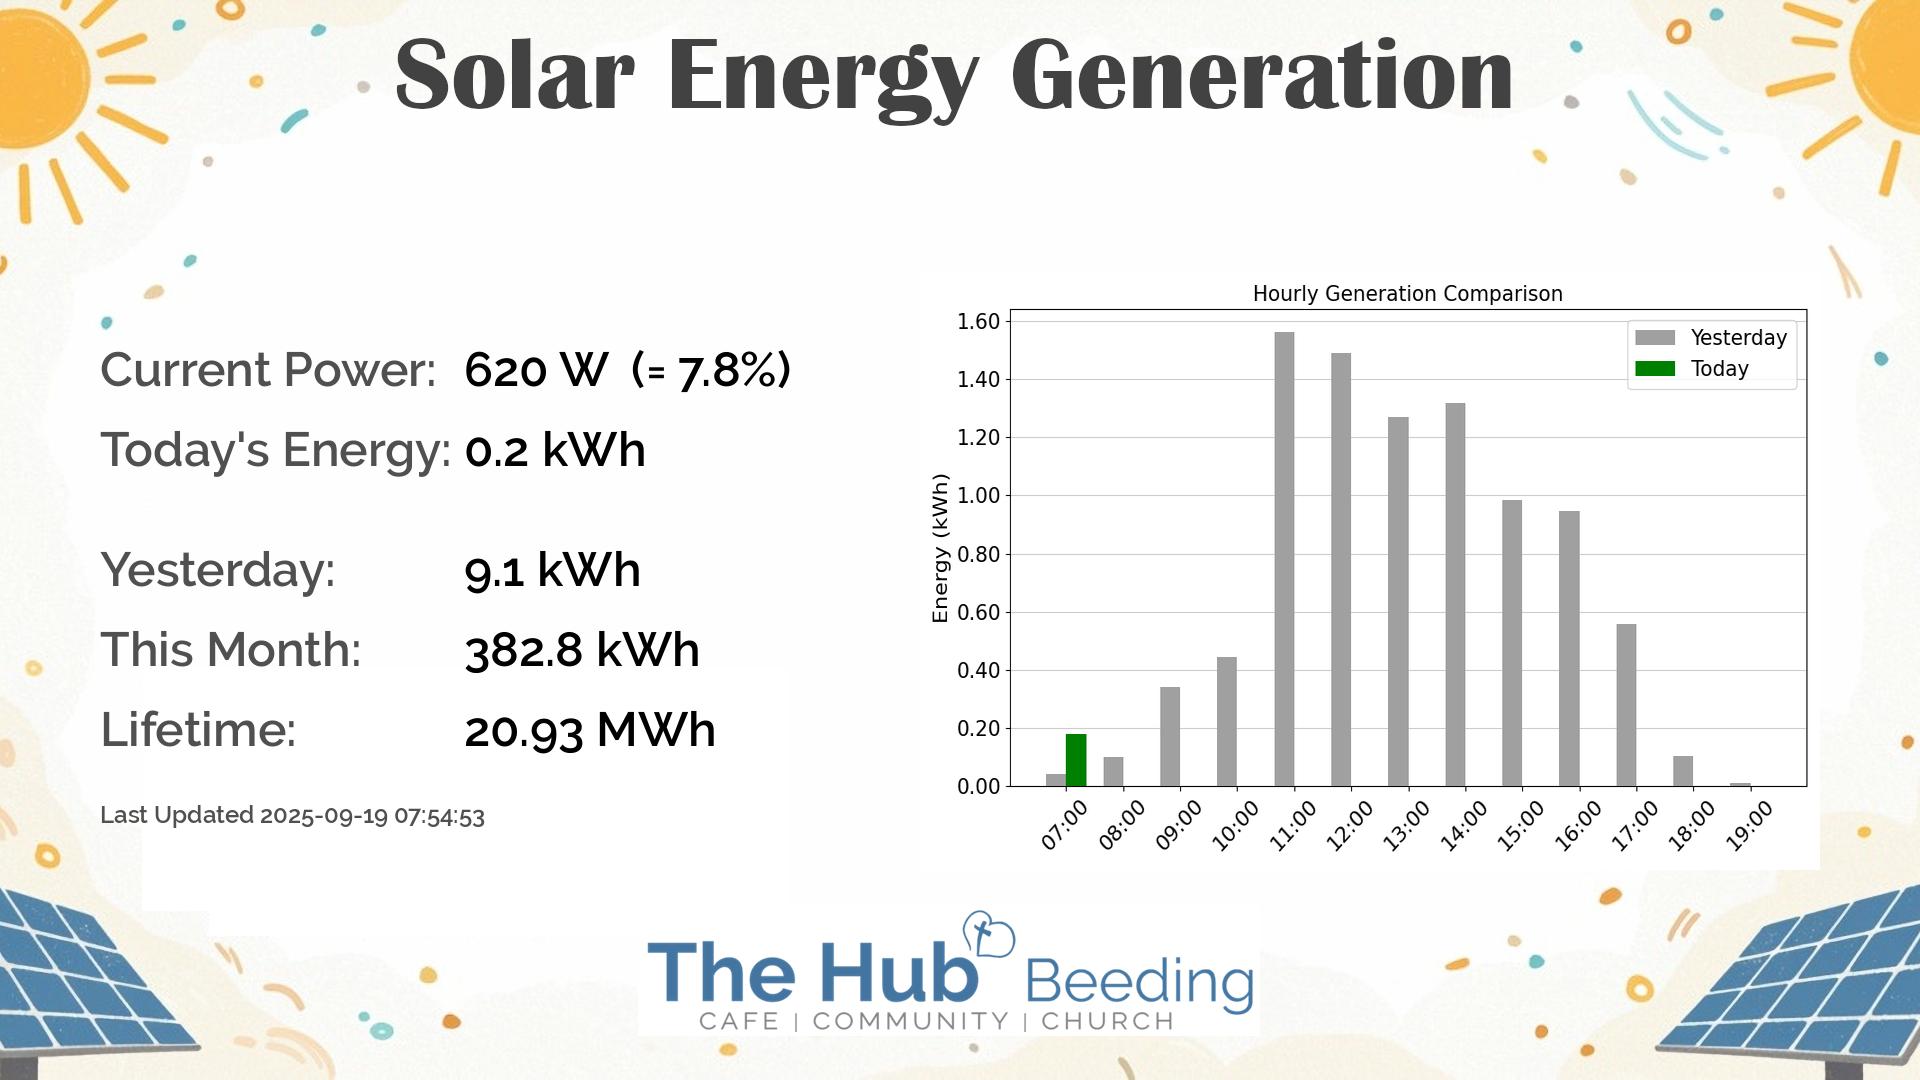 Solar Energy Generation
Current Power: 620 W (= 7.8%)
Today's Energy: 0.2 kWh
Yesterday: 9.1 kWh
This Month: 382.8 kWh
Lifetime: 20.93 MWh
Last Updated 2025-09-19 07:54:53
Hourly Generation Comparison
Yesterday
Today
Energy (kWh)
1.60
1.40
1.20
1.00
0.80
0.60
0.40
0.20
0.00
07:00 08:00 09:00 10:00 11:00 12:00 13:00 14:00 15:00 16:00 17:00 18:00 19:00
The Hub Beeding
CAFE | COMMUNITY | CHURCH